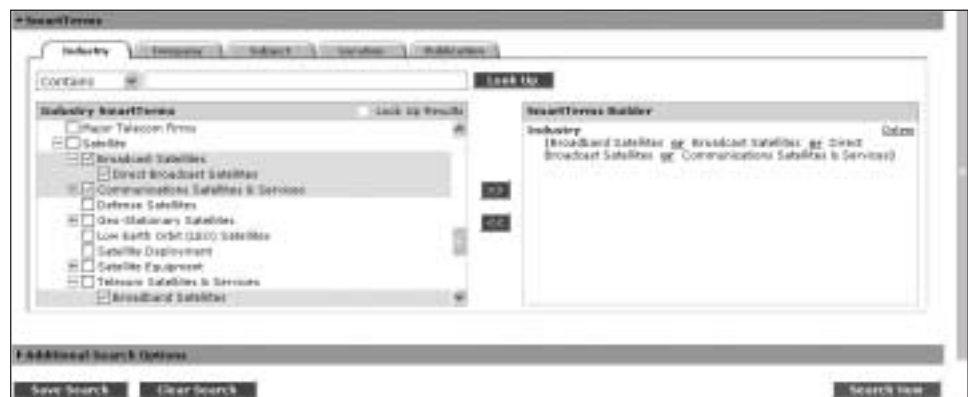 SmartTerms
Industry Company Subject Location Publication
Contains
Look Up
Industry SmartTerms Look Up Results
Major Telecom Firms
Satellite
Broadcast Satellites
Direct Broadcast Satellites
Communications Satellites & Services
Defense Satellites
Geo-Stationary Satellites
Low Earth Orbit (LEO) Satellites
Satellite Deployment
Satellite Equipment
Telecom Satellites & Services
Broadband Satellites
>>
<<
SmartTerms Builder
Industry Delete
(Broadband Satellites or Broadcast Satellites or Direct
Broadcast Satellites or Communications Satellites & Services)
Additional Search Options
Save Search Clear Search Search Now